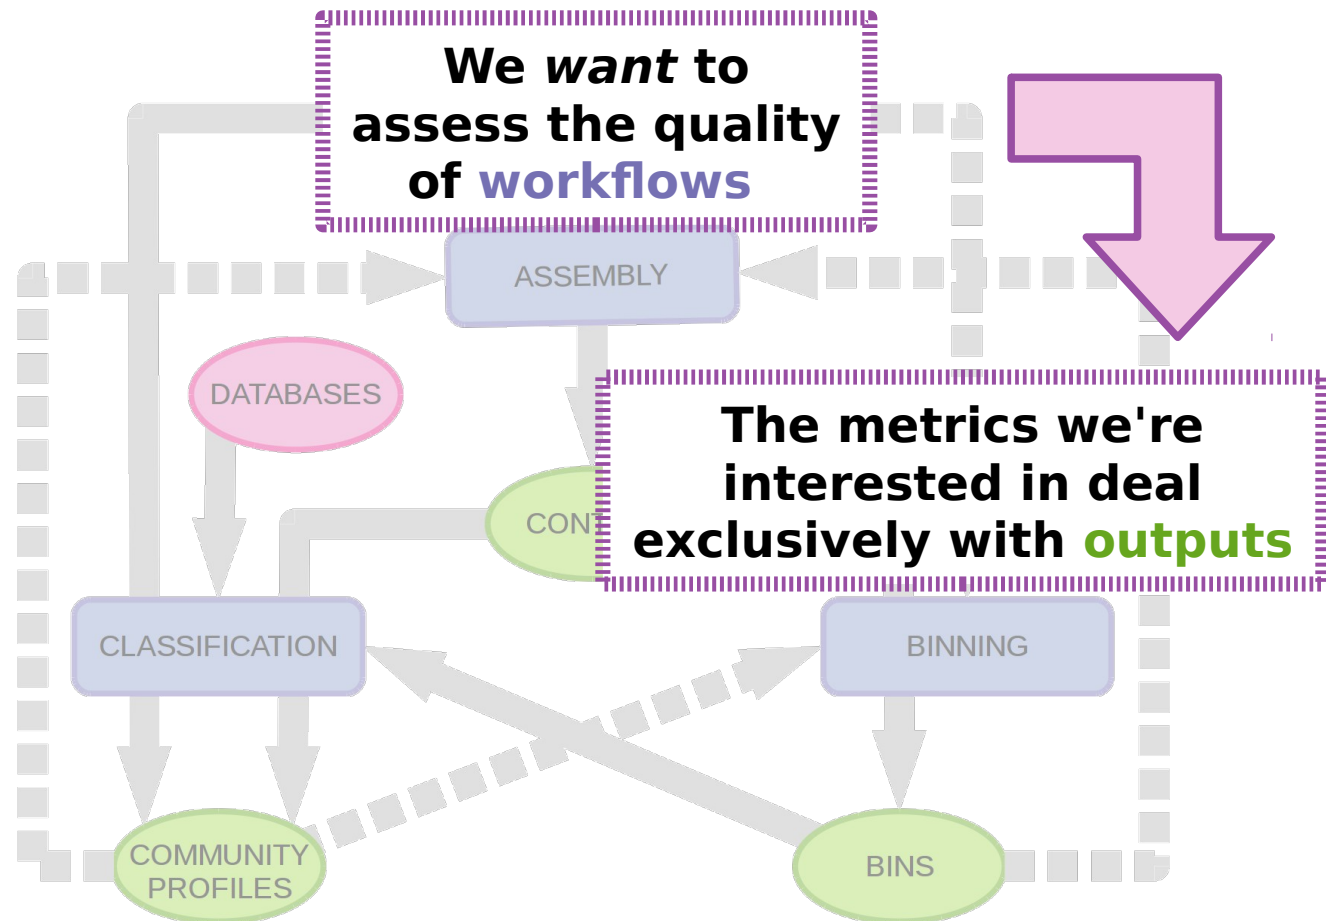 We want to
assess the quality
of workflows
ASSEMBLY
DATABASES
The metrics we're
interested in deal
exclusively with outputs
CONT
CLASSIFICATION
BINNING
COMMUNITY
PROFILES
BINS